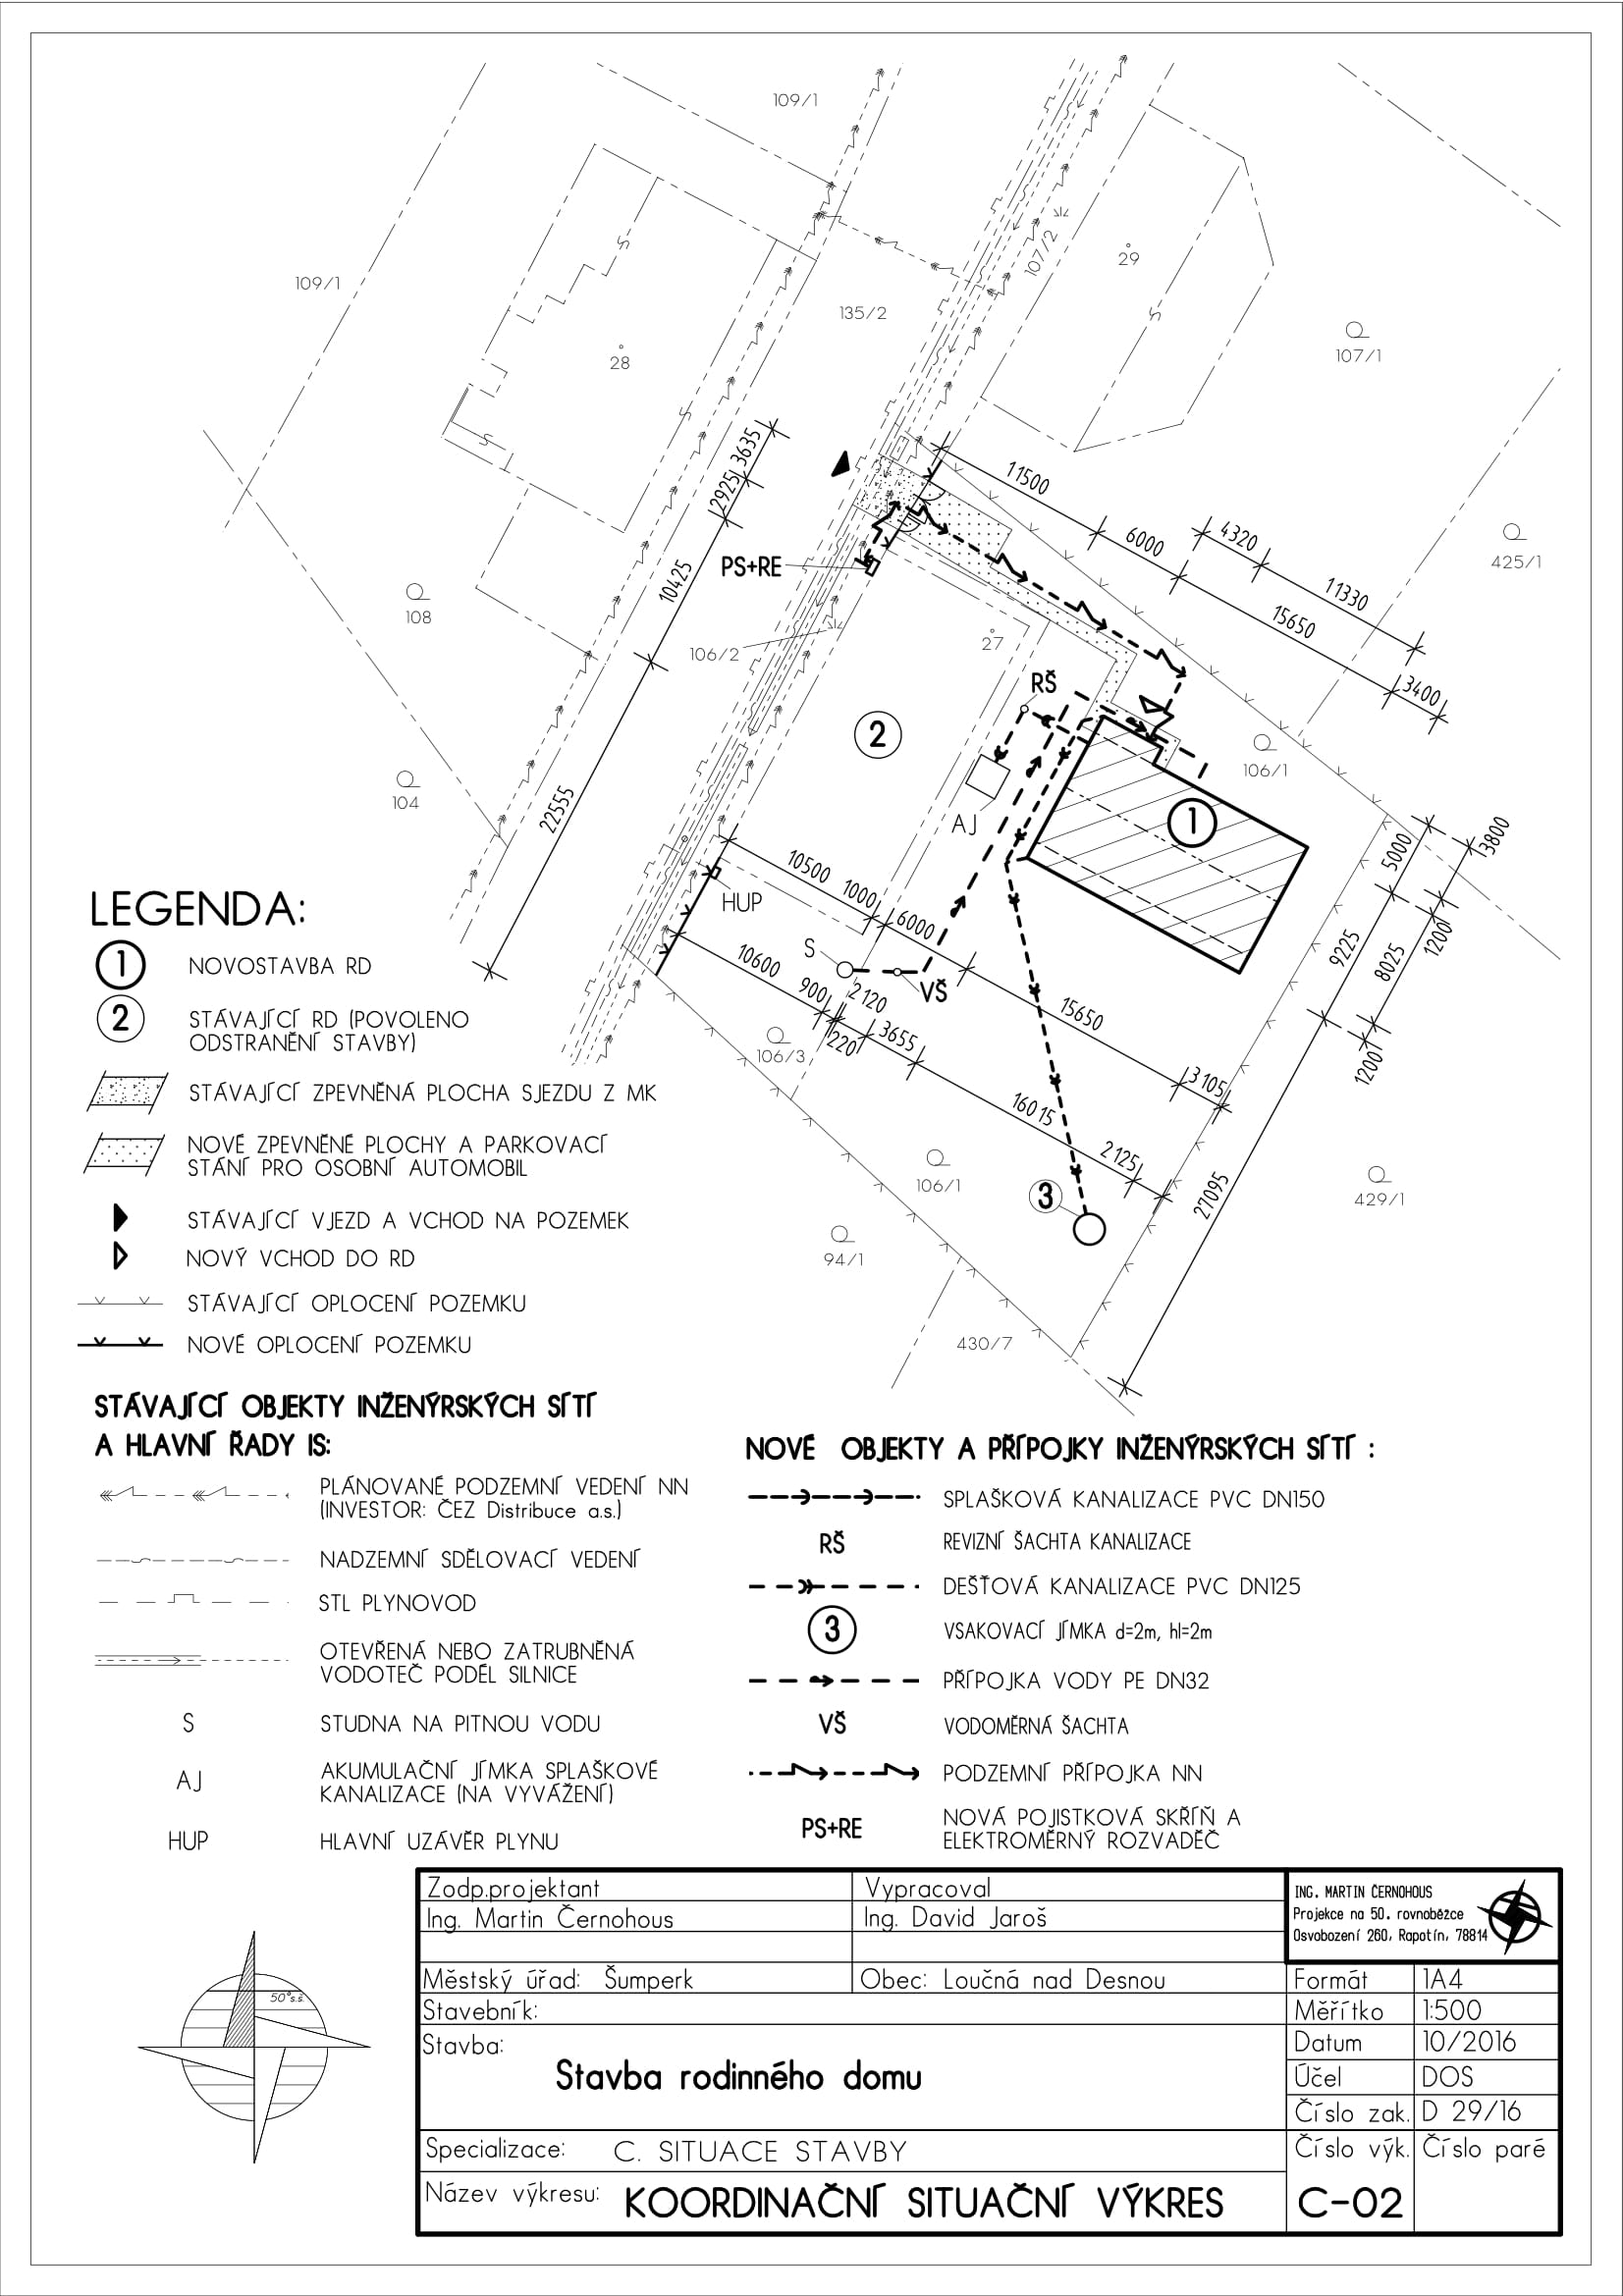 109/1
109/1
107/2
29
135/2
28
107/1
3635
2925
11500
6000
4320
425/1
11330
PS+RE
10425
15650
108
106/2
27
RŠ
3400
2
106/1
104
AJ
1
22555
5000
3800
10500
1000
HUP
6000
9225
8025
1200
LEGENDA:
1 NOVOSTAVBA RD
2 STÁVAJÍCÍ RD (POVOLENO
ODSTRANĚNÍ STAVBY)
STÁVAJÍCÍ ZPEVNĚNÁ PLOCHA SJEZDU Z MK
NOVÉ ZPEVNĚNÉ PLOCHY A PARKOVACÍ
STÁNÍ PRO OSOBNÍ AUTOMOBIL
STÁVAJÍCÍ VJEZD A VCHOD NA POZEMEK
NOVÝ VCHOD DO RD
STÁVAJÍCÍ OPLOCENÍ POZEMKU
NOVÉ OPLOCENÍ POZEMKU
S
VŠ
10600
900
2120
220
3655
15650
1200
106/3
3105
16015
2125
106/1
3
429/1
27095
94/1
430/7
STÁVAJÍCÍ OBJEKTY INŽENÝRSKÝCH SÍTÍ
A HLAVNÍ ŘADY IS:
PLÁNOVANÉ PODZEMNÍ VEDENÍ NN
(INVESTOR: ČEZ Distribuce a.s.)
NADZEMNÍ SDĚLOVACÍ VEDENÍ
STL PLYNOVOD
OTEVŘENÁ NEBO ZATRUBNĚNÁ
VODOTEČ PODÉL SILNICE
S STUDNA NA PITNOU VODU
AJ AKUMULAČNÍ JÍMKA SPLAŠKOVÉ
KANALIZACE (NA VYVÁŽENÍ)
HUP HLAVNÍ UZÁVĚR PLYNU
NOVÉ OBJEKTY A PŘÍPOJKY INŽENÝRSKÝCH SÍTÍ :
SPLAŠKOVÁ KANALIZACE PVC DN150
RŠ REVIZNÍ ŠACHTA KANALIZACE
DEŠŤOVÁ KANALIZACE PVC DN125
3 VSAKOVACÍ JÍMKA d=2m, hl=2m
PŘÍPOJKA VODY PE DN32
VŠ VODOMĚRNÁ ŠACHTA
PODZEMNÍ PŘÍPOJKA NN
PS+RE NOVÁ POJISTKOVÁ SKŘÍŇ A
ELEKTROMĚRNÝ ROZVADĚČ
50°s.š.
Zodp.projektant Vypracoval
Ing. Martin Černohous Ing. David Jaroš
ING. MARTIN ČERNOHOUS
Projekce na 50. rovnoběžce
Osvobození 260, Rapotín, 78814
Městský úřad: Šumperk Obec: Loučná nad Desnou Formát 1A4
Stavebník: Měřítko 1:500
Stavba: Datum 10/2016
Stavba rodinného domu Účel DOS
Číslo zak. D 29/16
Specializace: C. SITUACE STAVBY Číslo výk. Číslo paré
Název výkresu: KOORDINAČNÍ SITUAČNÍ VÝKRES C-02